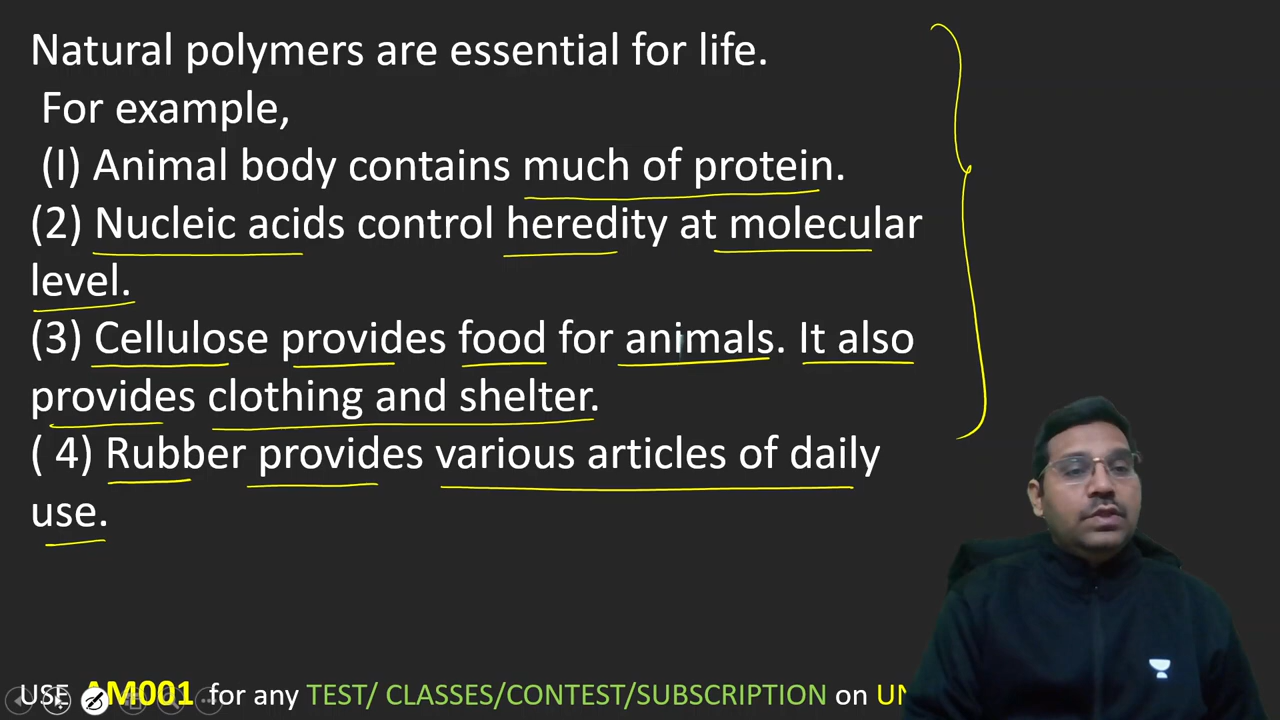 Natural polymers are essential for life.
For example,
(I) Animal body contains much of protein.
(2) Nucleic acids control heredity at molecular
level.
(3) Cellulose provides food for animals. It also
provides clothing and shelter.
( 4) Rubber provides various articles of daily
use.
USE AM001 for any TEST/ CLASSES/CONTEST/SUBSCRIPTION on